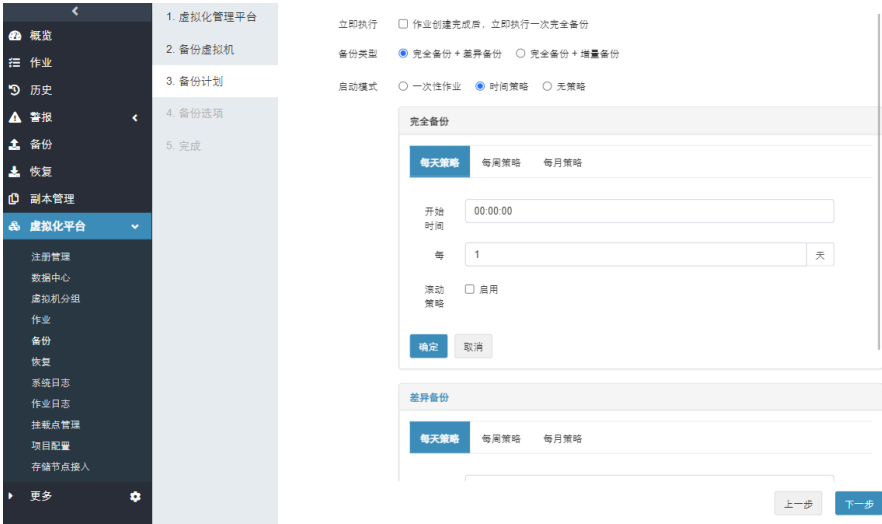 概览
作业
历史
警报
备份
恢复
副本管理
虚拟化平台
注册管理
数据中心
虚拟机分组
作业
备份
恢复
系统日志
作业日志
挂载点管理
项目配置
存储节点接入
更多
1. 虚拟化管理平台
2. 备份虚拟机
3. 备份计划
4. 备份选项
5. 完成
立即执行 作业创建完成后，立即执行一次完全备份
备份类型 完全备份 + 差异备份 完全备份 + 增量备份
启动模式 一次性作业 时间策略 无策略
完全备份
每天策略 每周策略 每月策略
开始
时间
00:00:00
每 1 天
滚动
策略
启用
确定 取消
差异备份
每天策略 每周策略 每月策略
上一步 下一步